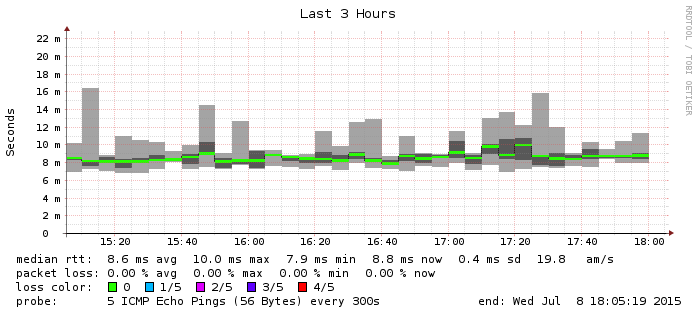 Last 3 Hours
RRDTOOL / TOBI OETIKER
Seconds
22 m
20 m
18 m
16 m
14 m
12 m
10 m
8 m
6 m
4 m
2 m
0
15:20 15:40 16:00 16:20 16:40 17:00 17:20 17:40 18:00
median rtt: 8.6 ms avg 10.0 ms max 7.9 ms min 8.8 ms now 0.4 ms sd 19.8 am/s
packet loss: 0.00 % avg 0.00 % max 0.00 % min 0.00 % now
loss color: 0 1/5 2/5 3/5 4/5
probe: 5 ICMP Echo Pings (56 Bytes) every 300s end: Wed Jul 8 18:05:19 2015